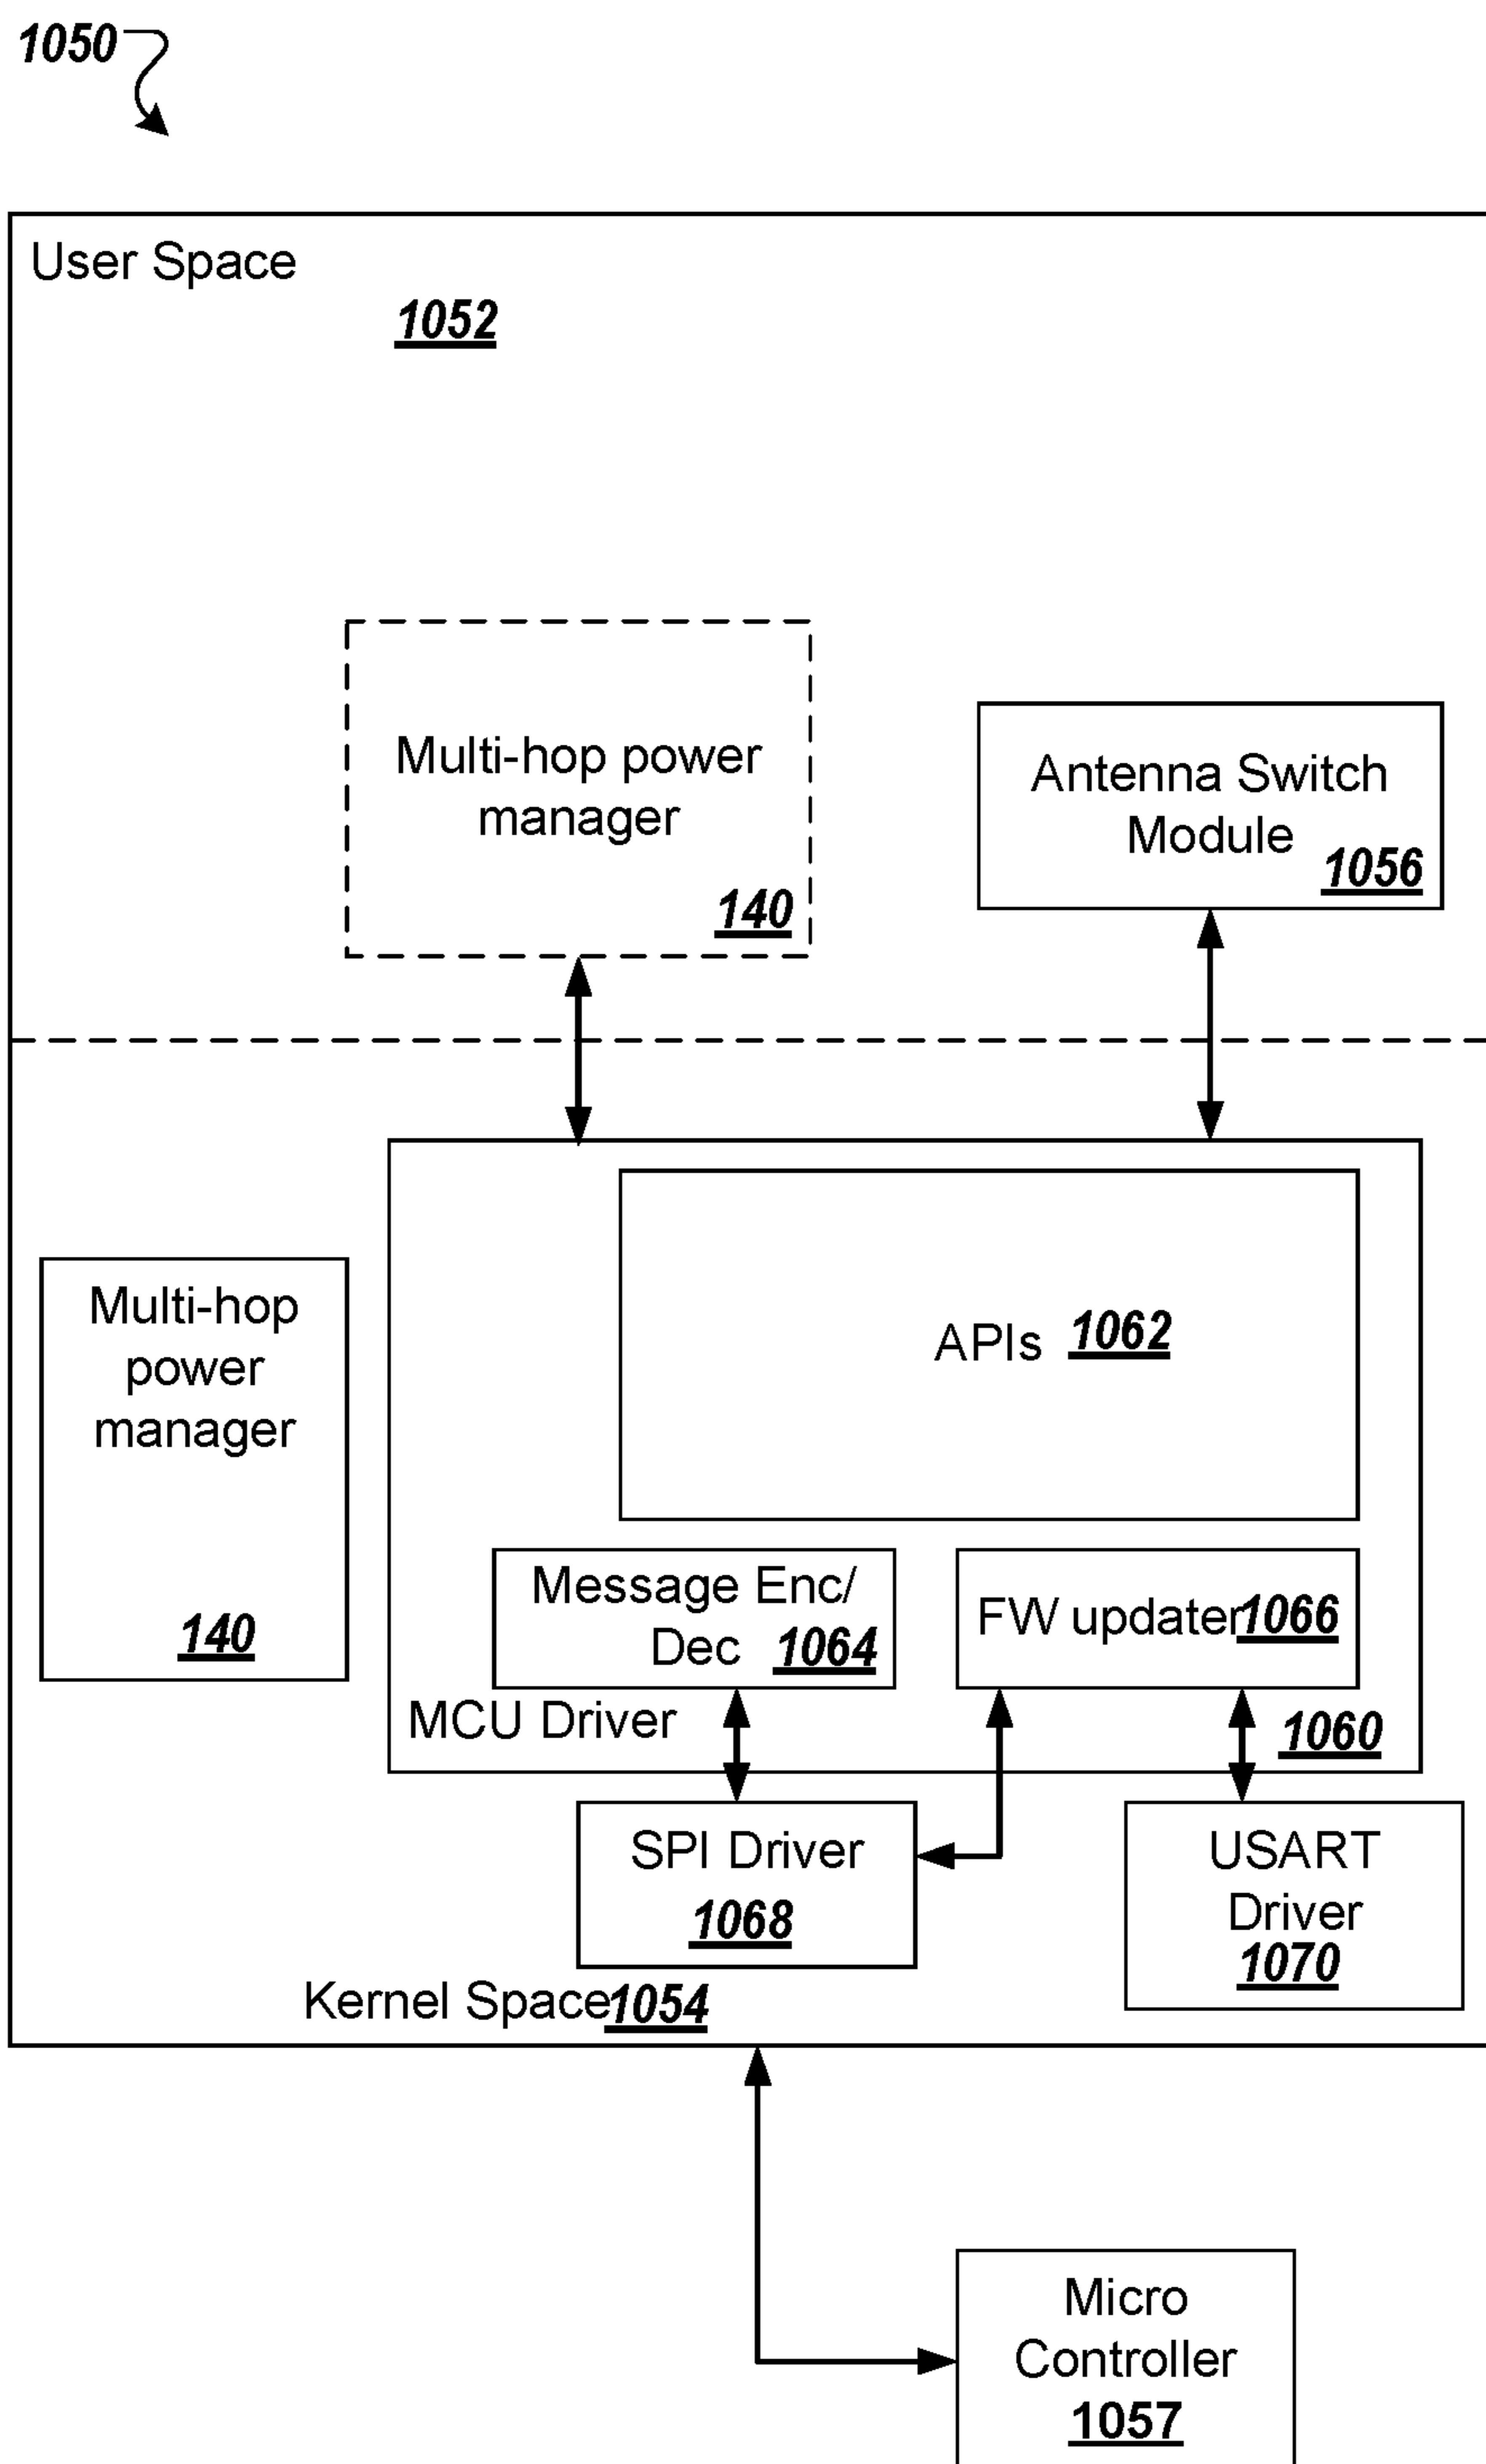 1050
User Space
1052
Multi-hop power
manager
140
Antenna Switch
Module
1056
Multi-hop
power
manager
140
APIs 1062
Message Enc/
Dec 1064
FW updater 1066
MCU Driver
1060
SPI Driver
1068
USART
Driver
1070
Kernel Space 1054
Micro
Controller
1057